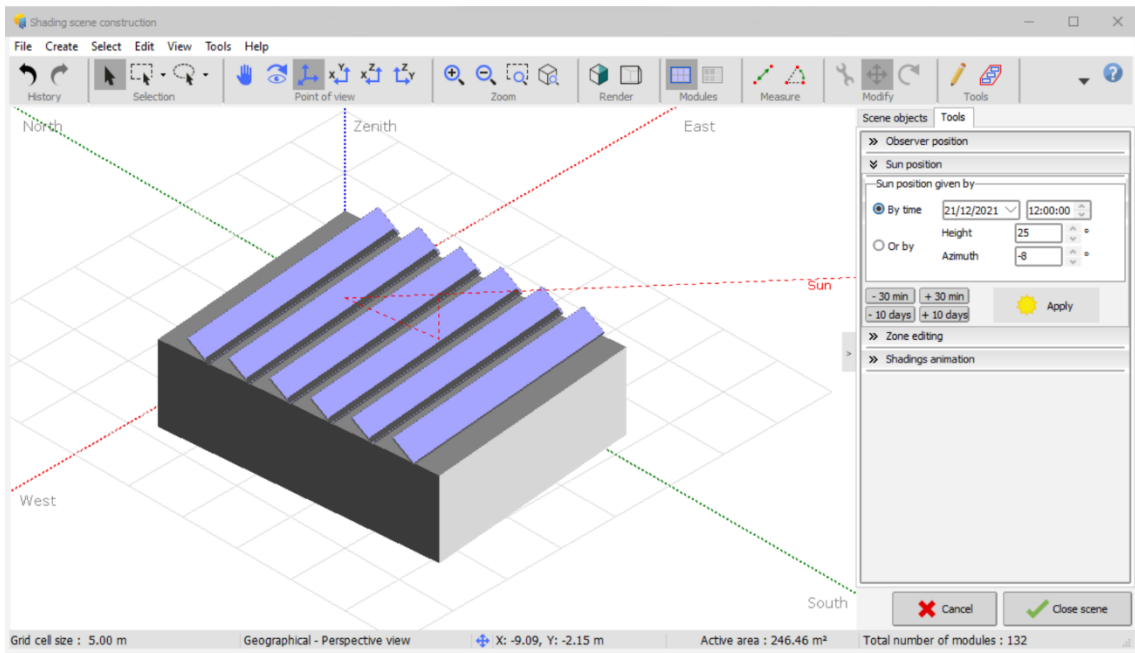 Shading scene construction
File Create Select Edit View Tools Help
History Selection Point of view Zoom Render Modules Measure Modify Tools
Scene objects Tools
North Zenith East
Observer position
Sun position
Sun position given by
By time 21/12/2021 12:00:00
Height 25 °
Or by
Azimuth -8 °
Sun
- 30 min + 30 min
- 10 days + 10 days
Apply
Zone editing
Shadings animation
West
South
Cancel Close scene
Grid cell size : 5.00 m Geographical - Perspective view X: -9.09, Y: -2.15 m Active area : 246.46 m² Total number of modules : 132